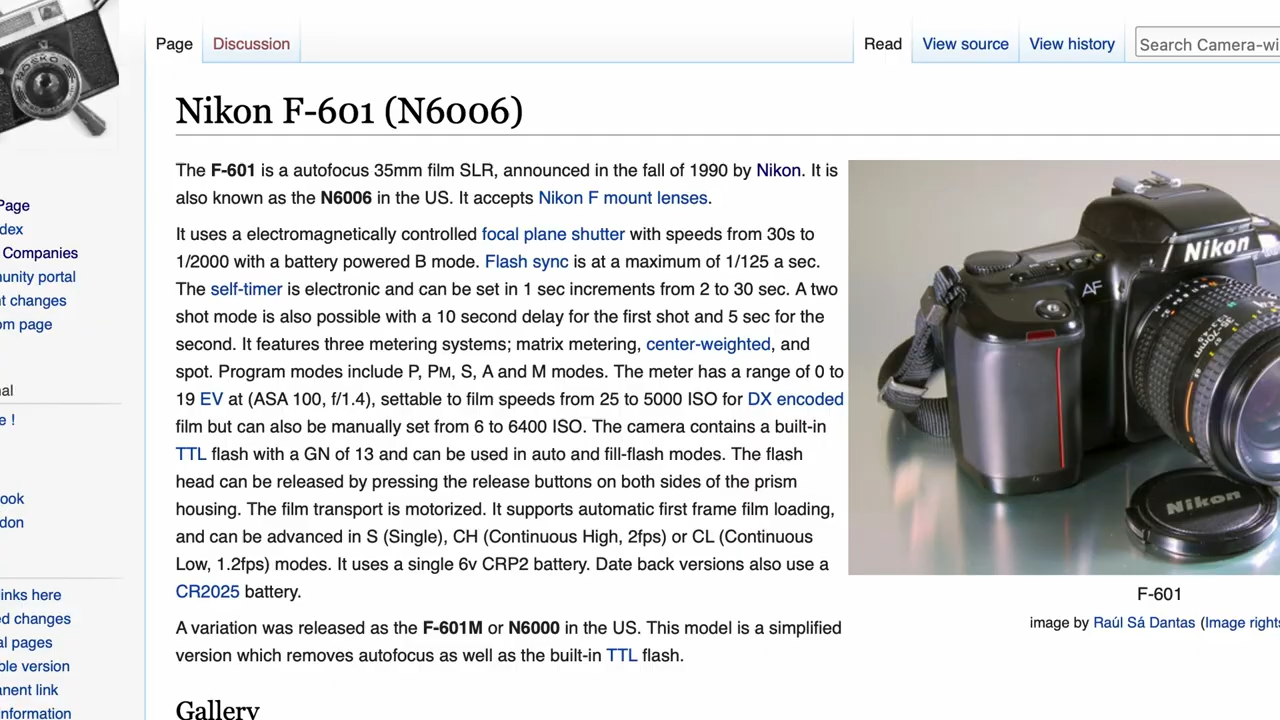 Page
Discussion
Read
View source
View history
Search Camera-wi
Nikon F-601 (N6006)
The F-601 is a autofocus 35mm film SLR, announced in the fall of 1990 by Nikon. It is
also known as the N6006 in the US. It accepts Nikon F mount lenses.
It uses a electromagnetically controlled focal plane shutter with speeds from 30s to
1/2000 with a battery powered B mode. Flash sync is at a maximum of 1/125 a sec.
The self-timer is electronic and can be set in 1 sec increments from 2 to 30 sec. A two
shot mode is also possible with a 10 second delay for the first shot and 5 sec for the
second. It features three metering systems; matrix metering, center-weighted, and
spot. Program modes include P, PM, S, A and M modes. The meter has a range of 0 to
19 EV at (ASA 100, f/1.4), settable to film speeds from 25 to 5000 ISO for DX encoded
film but can also be manually set from 6 to 6400 ISO. The camera contains a built-in
TTL flash with a GN of 13 and can be used in auto and fill-flash modes. The flash
head can be released by pressing the release buttons on both sides of the prism
housing. The film transport is motorized. It supports automatic first frame film loading,
and can be advanced in S (Single), CH (Continuous High, 2fps) or CL (Continuous
Low, 1.2fps) modes. It uses a single 6v CRP2 battery. Date back versions also use a
CR2025 battery.
A variation was released as the F-601M or N6000 in the US. This model is a simplified
version which removes autofocus as well as the built-in TTL flash.
Gallery
Nikon
AF
Nikon
F-601
image by Raúl Sá Dantas (Image rights
Page
dex
Companies
unity portal
nt changes
om page
nal
e !
ook
don
inks here
ed changes
al pages
ble version
anent link
information